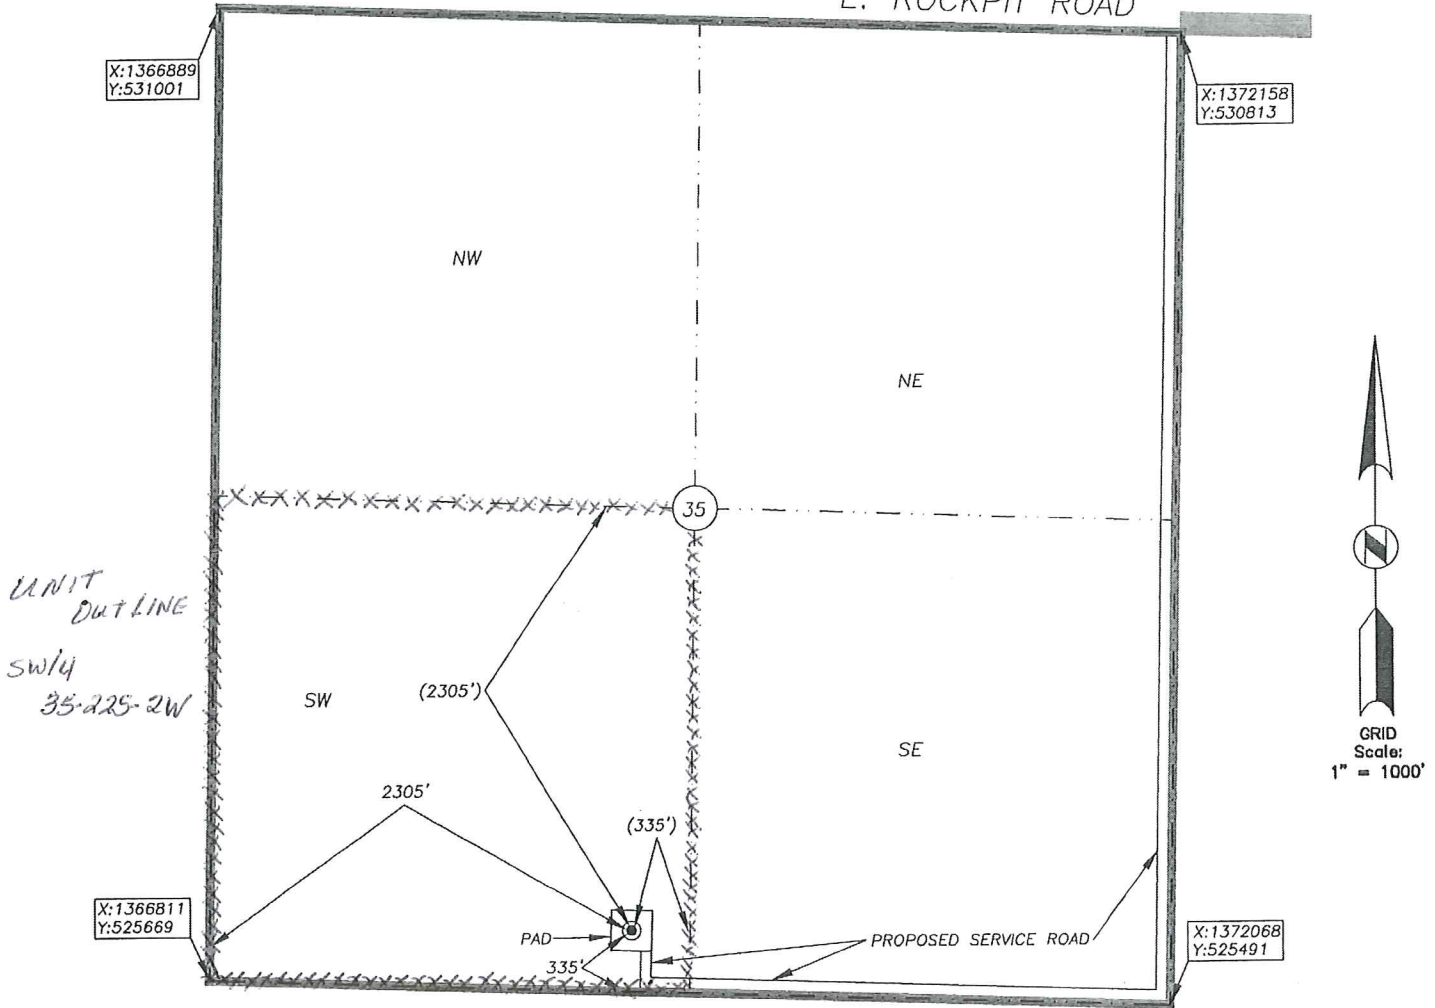 E. ROCKPIT ROAD
X:1366889
Y:531001
X:1372158
Y:530813
NW
NE
35
UNIT
OUTLINE
SW/4
35-22S-2W
SW
(2305')
SE
GRID
Scale:
1" = 1000'
2305'
(335')
X:1366811
Y:525669
PAD
335'
PROPOSED SERVICE ROAD
X:1372068
Y:525491